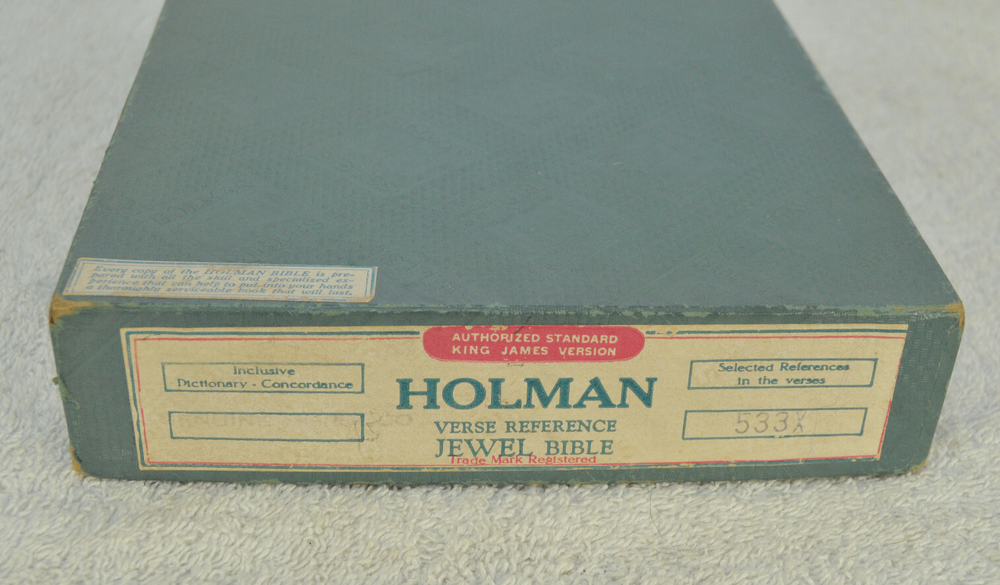 Every copy of the HOLMAN BIBLE is pre-
pared with all the skill and specialized ex-
perience that can help to put into your hands
a thoroughly serviceable book that will last.
AUTHORIZED STANDARD
KING JAMES VERSION
Inclusive
Dictionary - Concordance
HOLMAN
VERSE REFERENCE
JEWEL BIBLE
Trade Mark Registered
Selected References
in the verses
533X